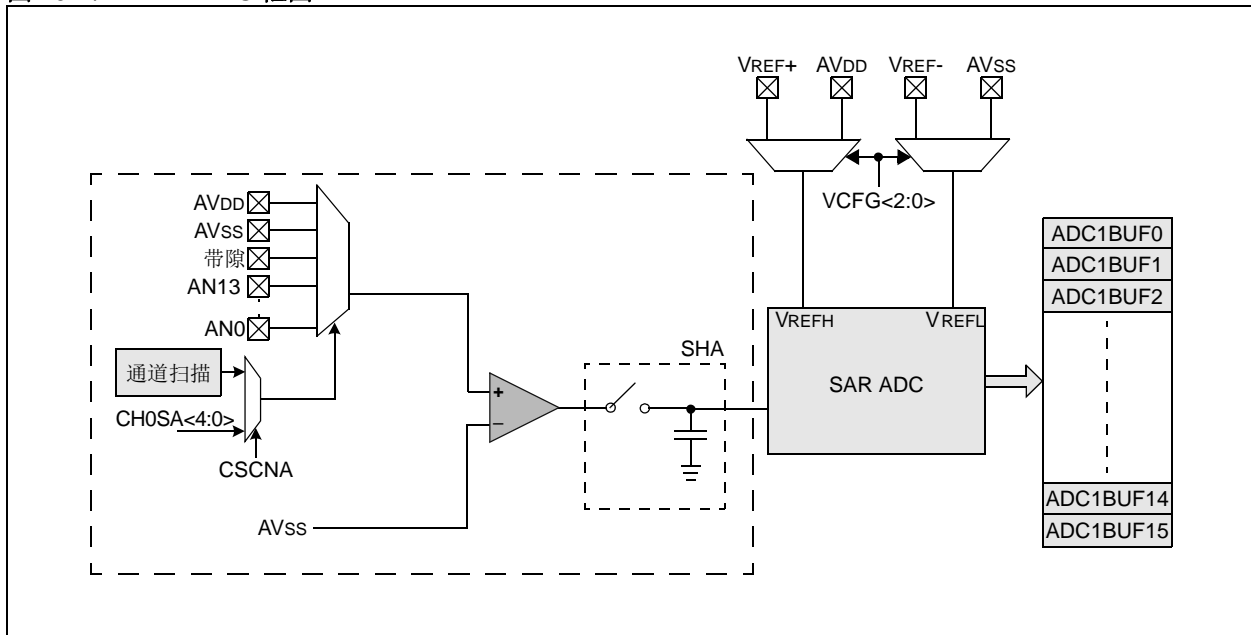 VREF+ AVDD VREF- AVSS
VCFG<2:0>
AVDD
AVSS
带隙
AN13
AN0
通道扫描
CH0SA<4:0>
CSCNA
AVSS
+
–
SHA
VREFH VREFL
SAR ADC
ADC1BUF0
ADC1BUF1
ADC1BUF2
ADC1BUF14
ADC1BUF15